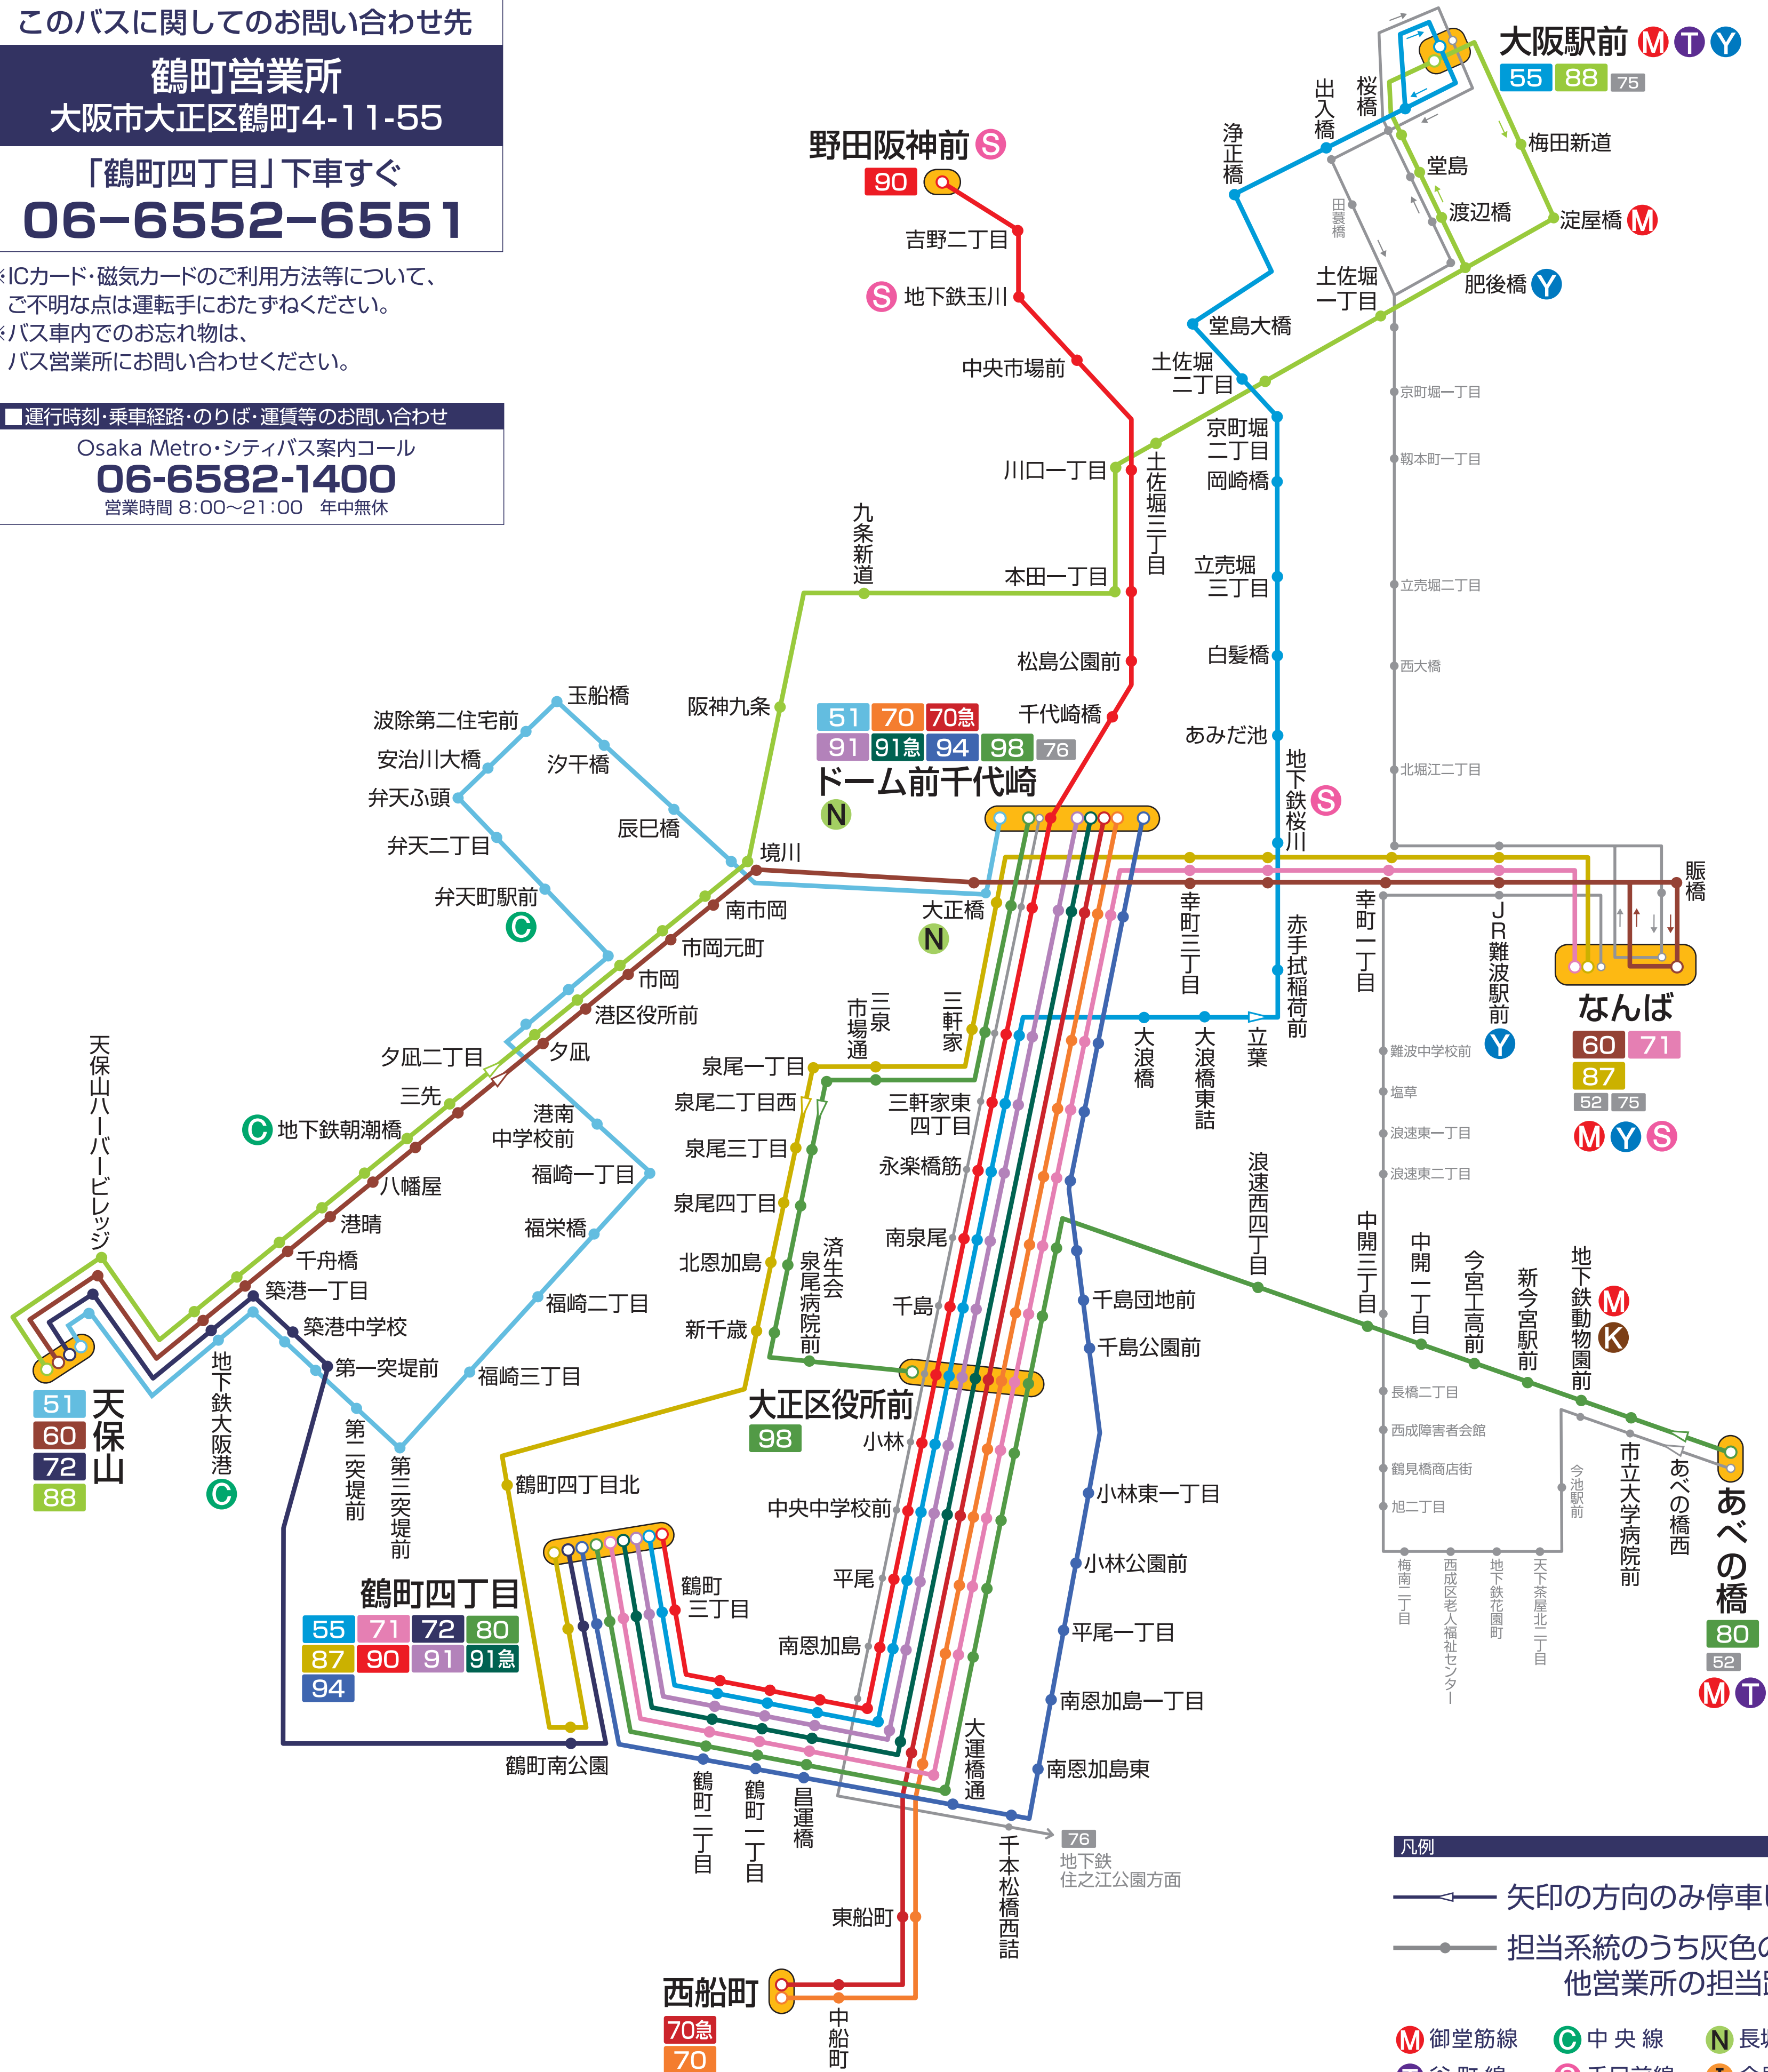 このバスに関してのお問い合わせ先
鶴町営業所
大阪市大正区鶴町4-11-55
「鶴町四丁目」下車すぐ
06-6552-6551
※ICカード・磁気カードのご利用方法等について、
ご不明な点は運転手におたずねください。
※バス車内でのお忘れ物は、
バス営業所にお問い合わせください。
■運行時刻・乗車経路・のりば・運賃等のお問い合わせ
Osaka Metro・シティバス案内コール
06-6582-1400
営業時間 8:00〜21:00 年中無休
大阪駅前 M T Y
55 88 75
桜橋
出入橋
浄正橋
梅田新道
堂島
渡辺橋
淀屋橋 M
田蓑橋
肥後橋 Y
土佐堀
一丁目
堂島大橋
土佐堀
二丁目
野田阪神前 S
90
吉野二丁目
S 地下鉄玉川
中央市場前
京町堀
二丁目
岡崎橋
川口一丁目
土佐堀三丁目
京町堀一丁目
靱本町一丁目
九条新道
本田一丁目
立売堀
三丁目
立売堀二丁目
松島公園前
白髪橋
西大橋
千代崎橋
あみだ池
地下鉄桜川 S
北堀江二丁目
阪神九条
51 70 70急
91 91急 94 98 76
ドーム前千代崎
N
玉船橋
波除第二住宅前
安治川大橋
汐干橋
弁天ふ頭
辰巳橋
弁天二丁目
弁天町駅前
C
境川
南市岡
市岡元町
市岡
港区役所前
夕凪
夕凪二丁目
三先
C 地下鉄朝潮橋
八幡屋
港晴
千舟橋
築港一丁目
築港中学校
第一突堤前
大正橋
N
幸町三丁目
赤手拭稲荷前
幸町一丁目
JR難波駅前
Y
賑橋
なんば
60 71
87
52 75
M Y S
三泉
市場通
三軒家
大浪橋
大浪橋東詰
立葉
泉尾一丁目
泉尾二丁目西
泉尾三丁目
泉尾四丁目
北恩加島
新千歳
済生会
泉尾病院前
三軒家東
四丁目
永楽橋筋
南泉尾
千島
港南
中学校前
福崎一丁目
福栄橋
福崎二丁目
福崎三丁目
難波中学校前
塩草
浪速東一丁目
浪速東二丁目
浪速西四丁目
中開三丁目
中開一丁目
今宮工高前
新今宮駅前
地下鉄動物園前
M
K
天保山ハーバービレッジ
51
60
72
88
天保山
地下鉄大阪港
C
第二突堤前
第三突堤前
大正区役所前
98
千島団地前
千島公園前
長橋二丁目
西成障害者会館
鶴見橋商店街
旭二丁目
今池駅前
市立大学病院前
あべの橋西
あべの橋
80
52
M T
梅南二丁目
西成区老人福祉センター
地下鉄花園町
天下茶屋北二丁目
小林
中央中学校前
平尾
南恩加島
小林東一丁目
小林公園前
平尾一丁目
南恩加島一丁目
南恩加島東
鶴町四丁目北
鶴町四丁目
55 71 72 80
87 90 91 91急
94
鶴町
三丁目
鶴町南公園
鶴町二丁目
鶴町一丁目
昌運橋
大運橋通
千本松橋西詰
76
地下鉄
住之江公園方面
東船町
西船町
70急
70
中船町
凡例
矢印の方向のみ停車
担当系統のうち灰色の
他営業所の担当
M 御堂筋線 C 中央線 N 長堀